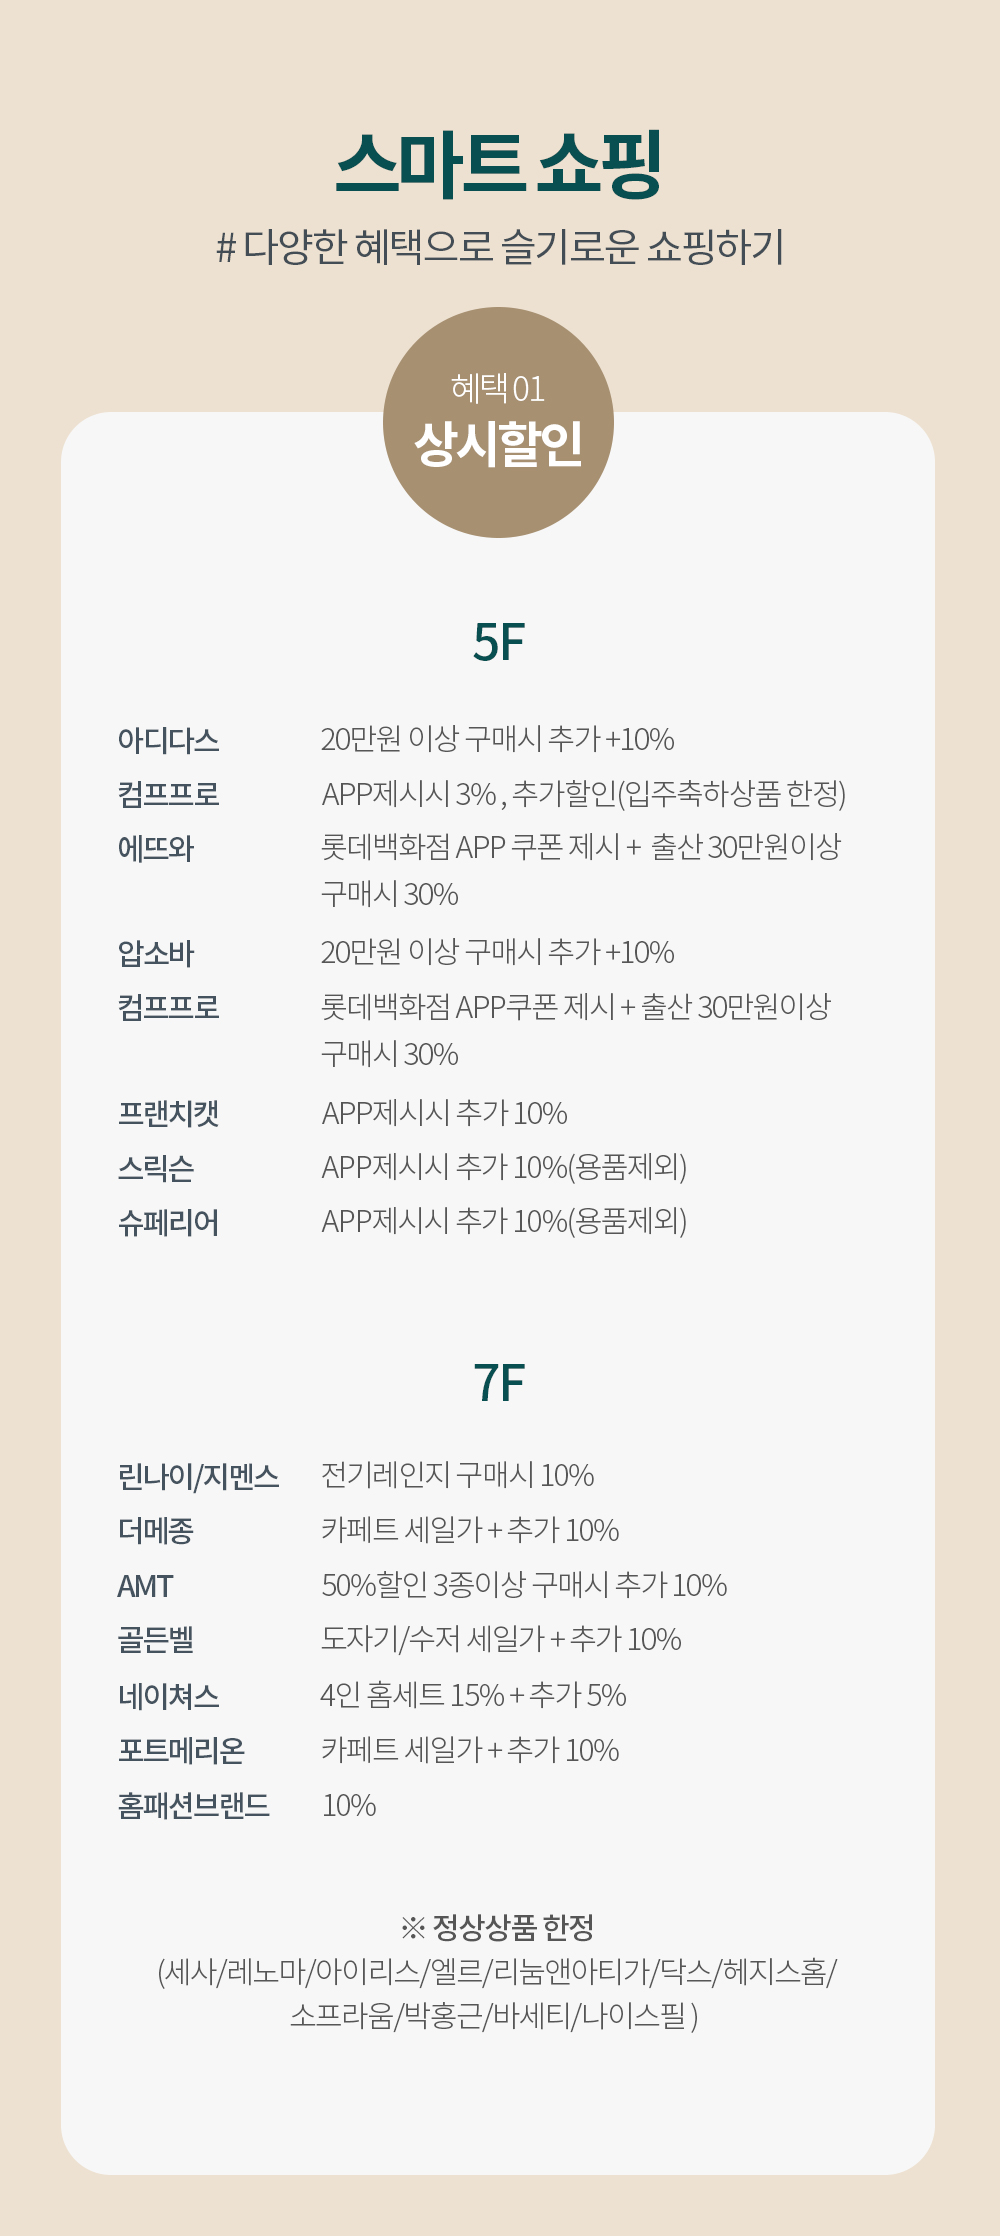 스마트 쇼핑
# 다양한 혜택으로 슬기로운 쇼핑하기
혜택 01
상시할인
5F
아디다스 20만원 이상 구매시 추가 +10%
컴프프로 APP제시시 3% , 추가할인(입주축하상품 한정)
에뜨와 롯데백화점 APP 쿠폰 제시 + 출산 30만원이상
구매시 30%
압소바 20만원 이상 구매시 추가 +10%
컴프프로 롯데백화점 APP쿠폰 제시 + 출산 30만원이상
구매시 30%
프랜치캣 APP제시시 추가 10%
스릭슨 APP제시시 추가 10%(용품제외)
슈페리어 APP제시시 추가 10%(용품제외)
7F
린나이/지멘스 전기레인지 구매시 10%
더메종 카페트 세일가 + 추가 10%
AMT 50%할인 3종이상 구매시 추가 10%
골든벨 도자기/수저 세일가 + 추가 10%
네이쳐스 4인 홈세트 15% + 추가 5%
포트메리온 카페트 세일가 + 추가 10%
홈패션브랜드 10%
※ 정상상품 한정
(세사/레노마/아이리스/엘르/리눔앤아티가/닥스/헤지스홈/
소프라움/박홍근/바세티/나이스필 )